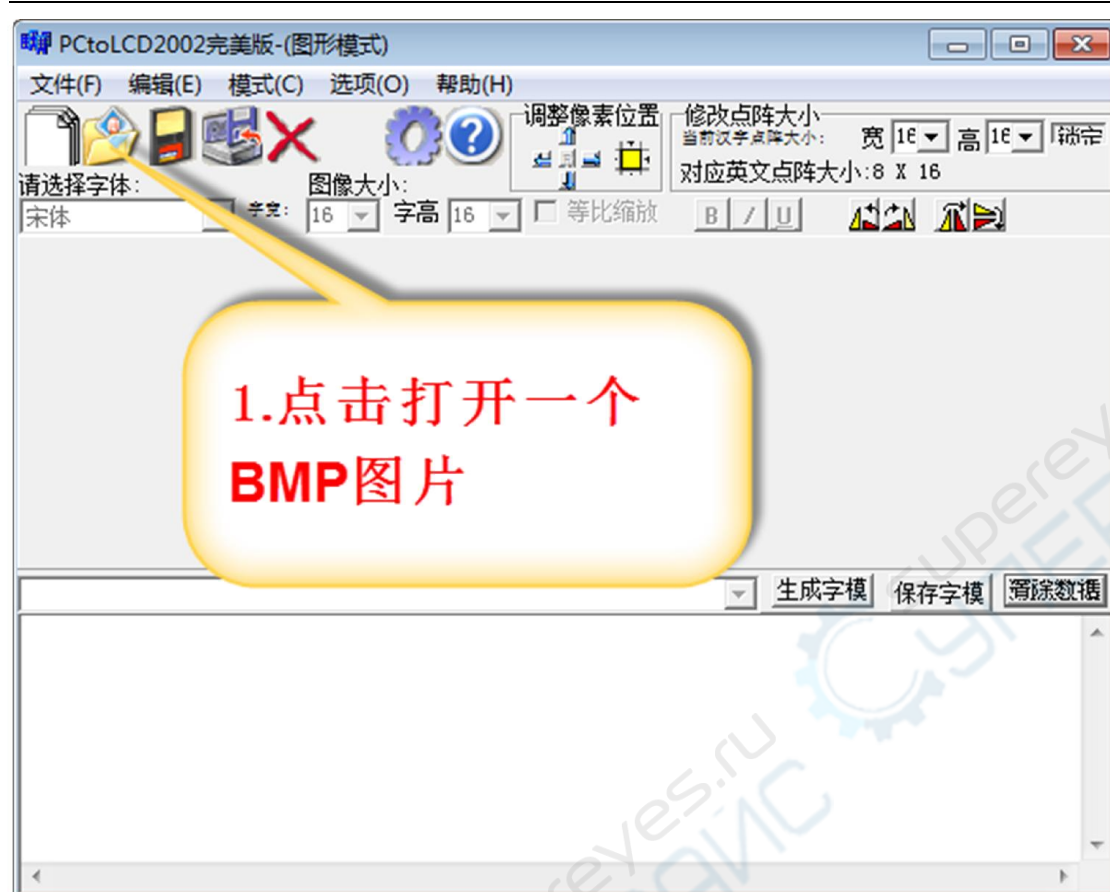 PCtoLCD2002完美版-(图形模式)
文件(F) 编辑(E) 模式(C) 选项(O) 帮助(H)
调整像素位置
修改点阵大小
当前汉字点阵大小: 宽 16 高 16 锁定
对应英文点阵大小:8 X 16
请选择字体: 图像大小:
宋体 字宽: 16 字高 16 等比缩放 B / U
1.点击打开一个
BMP图片
生成字模 保存字模 清除数据
supereyes.ru